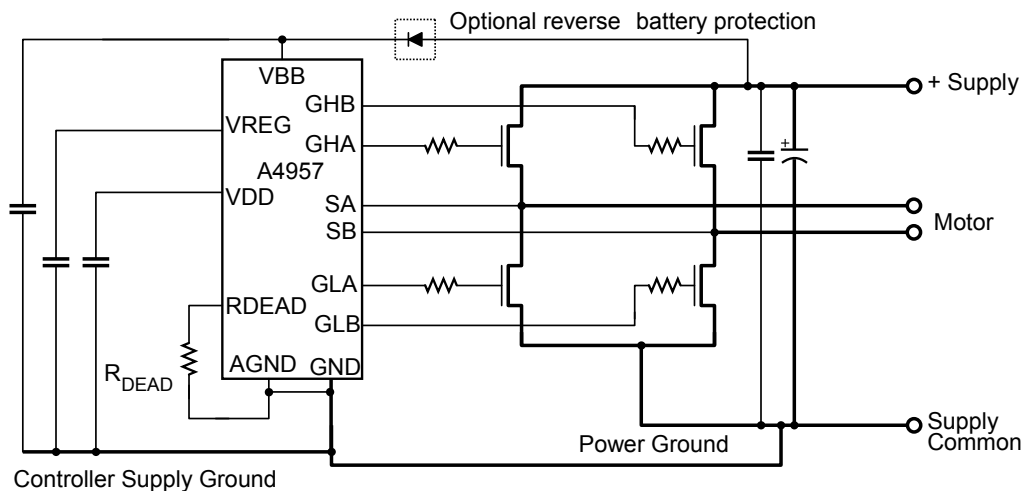 Optional reverse battery protection
VBB
GHB
+ Supply
VREG
GHA
A4957
VDD
SA
SB
Motor
GLA
RDEAD
GLB
AGND
GND
RDEAD
+
Supply
Common
Power Ground
Controller Supply Ground